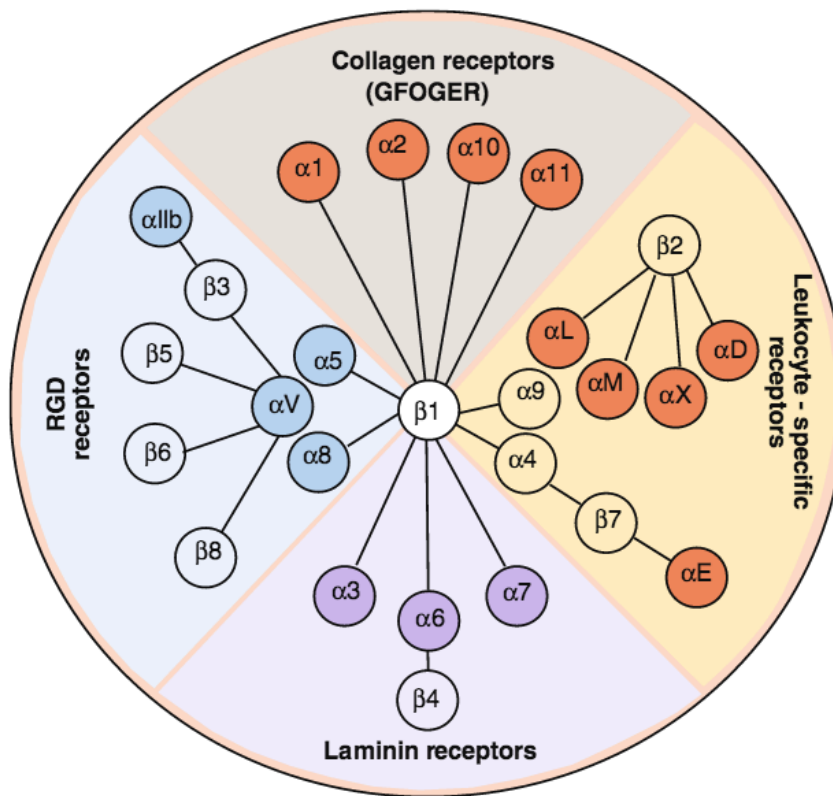 Collagen receptors
(GFOGER)
α1
α2
α10
α11
αIIb
β3
β5
αV
β6
β8
α5
α8
RGD
receptors
β1
β2
αL
αM
αX
αD
α9
α4
β7
αE
Leukocyte - specific
receptors
α3
α6
α7
β4
Laminin receptors